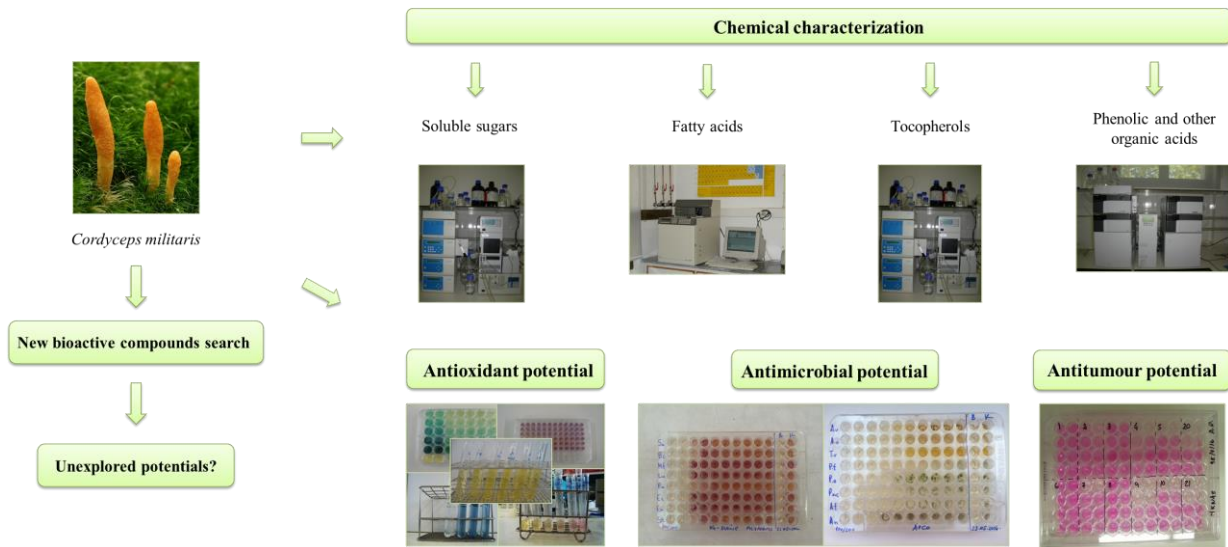 Chemical characterization
Soluble sugars
Fatty acids
Tocopherols
Phenolic and other
organic acids
Cordyceps militaris
New bioactive compounds search
Unexplored potentials?
Antioxidant potential
Antimicrobial potential
Antitumour potential